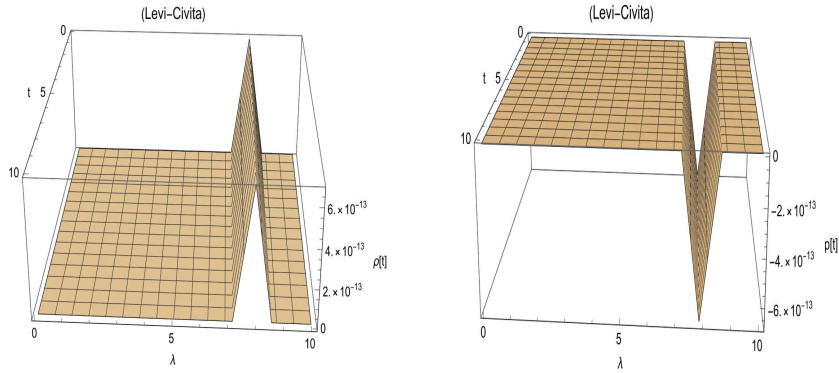 (Levi-Civita)
0
t 5
10
6.×10⁻¹³
4.×10⁻¹³
ρ[t]
2.×10⁻¹³
0
0 5 10
λ
(Levi-Civita)
0
t 5
10
0
-2.×10⁻¹³
p[t]
-4.×10⁻¹³
-6.×10⁻¹³
0 5 10
λ